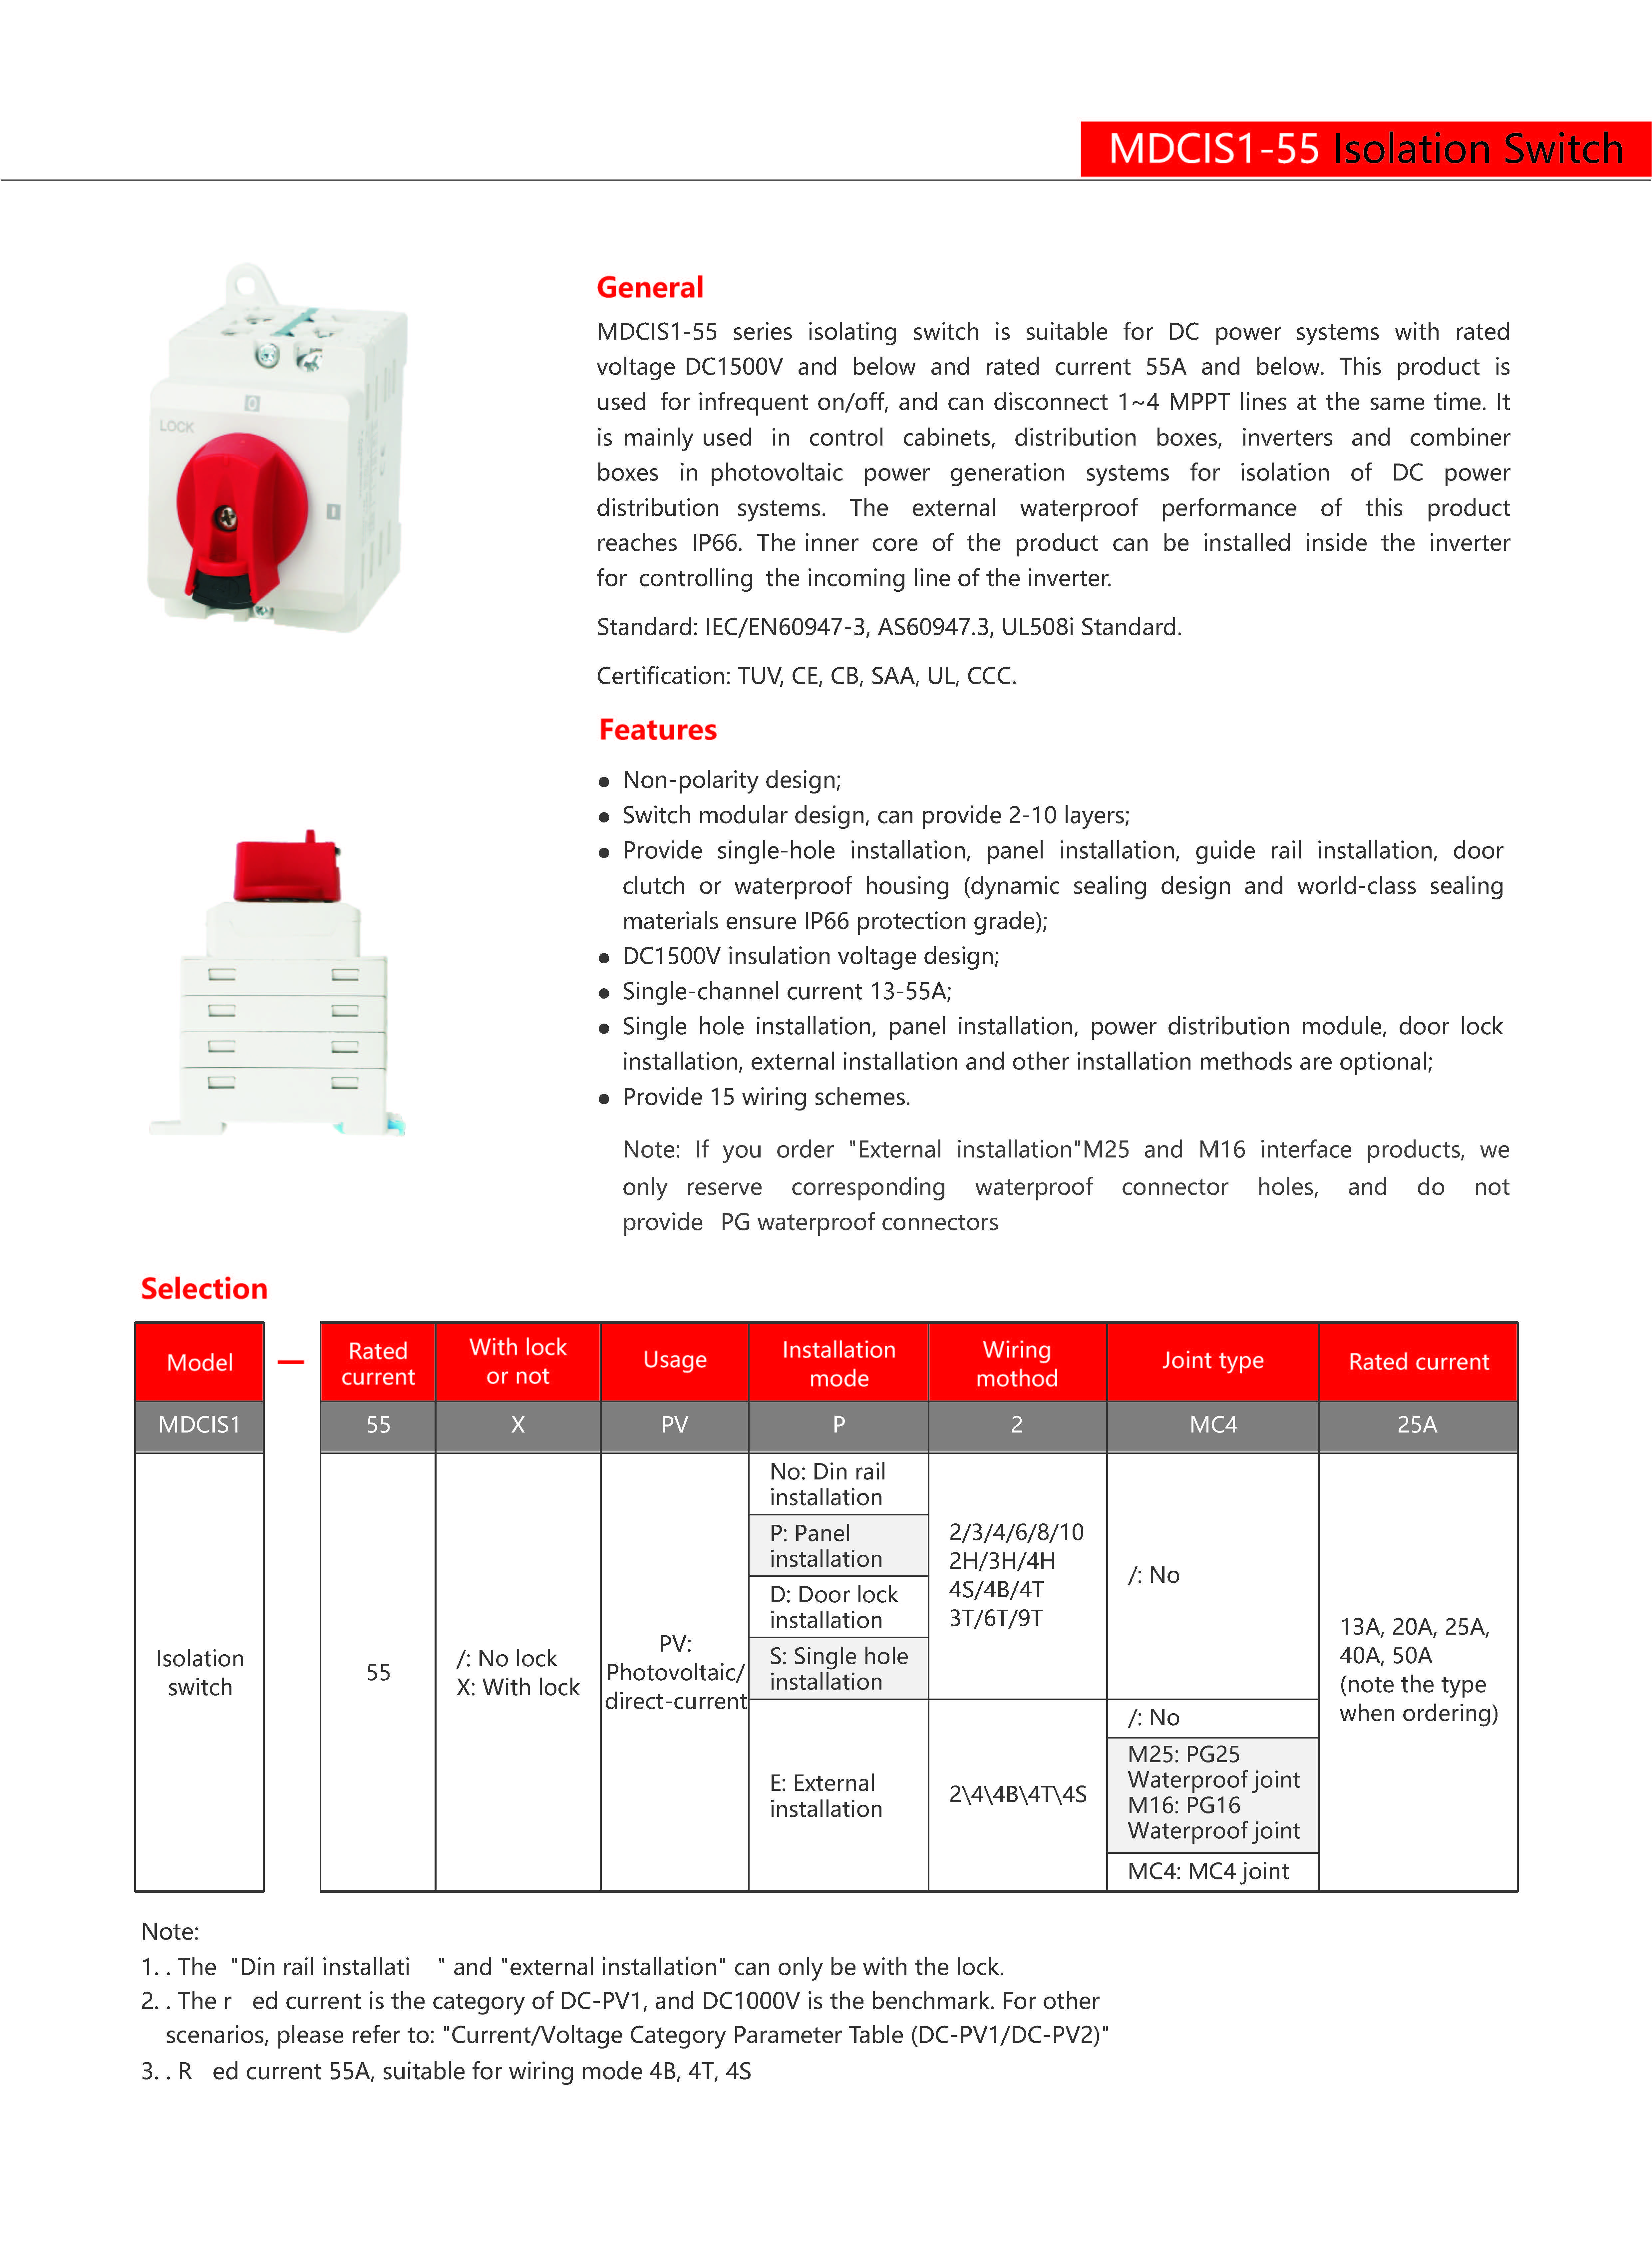 MDCIS1-55 Isolation Switch
LOCK
0
I
General
MDCIS1-55 series isolating switch is suitable for DC power systems with rated
voltage DC1500V and below and rated current 55A and below. This product is
used for infrequent on/off, and can disconnect 1~4 MPPT lines at the same time. It
is mainly used in control cabinets, distribution boxes, inverters and combiner
boxes in photovoltaic power generation systems for isolation of DC power
distribution systems. The external waterproof performance of this product
reaches IP66. The inner core of the product can be installed inside the inverter
for controlling the incoming line of the inverter.
Standard: IEC/EN60947-3, AS60947.3, UL508i Standard.
Certification: TUV, CE, CB, SAA, UL, CCC.
Features
● Non-polarity design;
● Switch modular design, can provide 2-10 layers;
● Provide single-hole installation, panel installation, guide rail installation, door
clutch or waterproof housing (dynamic sealing design and world-class sealing
materials ensure IP66 protection grade);
● DC1500V insulation voltage design;
● Single-channel current 13-55A;
● Single hole installation, panel installation, power distribution module, door lock
installation, external installation and other installation methods are optional;
● Provide 15 wiring schemes.
Note: If you order "External installation"M25 and M16 interface products, we
only reserve corresponding waterproof connector holes, and do not
provide PG waterproof connectors
Selection
Model — Rated current With lock or not Usage Installation mode Wiring mothod Joint type Rated current
MDCIS1 55 X PV P 2 MC4 25A
Isolation
switch
55
/: No lock
X: With lock
PV:
Photovoltaic/
direct-current
No: Din rail
installation
P: Panel
installation
D: Door lock
installation
S: Single hole
installation
E: External
installation
2/3/4/6/8/10
2H/3H/4H
4S/4B/4T
3T/6T/9T
2\4\4B\4T\4S
/: No
/: No
M25: PG25
Waterproof joint
M16: PG16
Waterproof joint
MC4: MC4 joint
13A, 20A, 25A,
40A, 50A
(note the type
when ordering)
Note:
1. . The "Din rail installati " and "external installation" can only be with the lock.
2. . The r ed current is the category of DC-PV1, and DC1000V is the benchmark. For other
scenarios, please refer to: "Current/Voltage Category Parameter Table (DC-PV1/DC-PV2)"
3. . R ed current 55A, suitable for wiring mode 4B, 4T, 4S